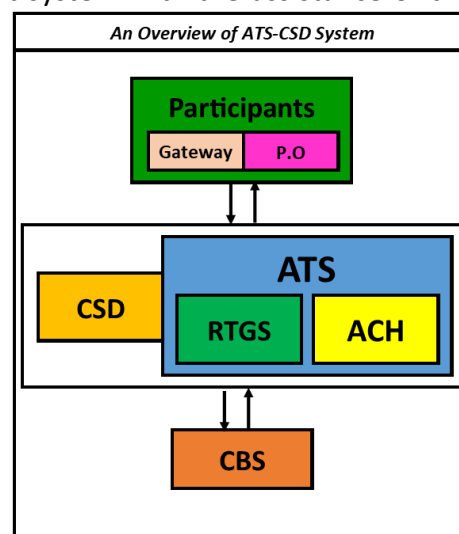 An Overview of ATS-CSD System
Participants
Gateway P.O
ATS
CSD
RTGS ACH
CBS